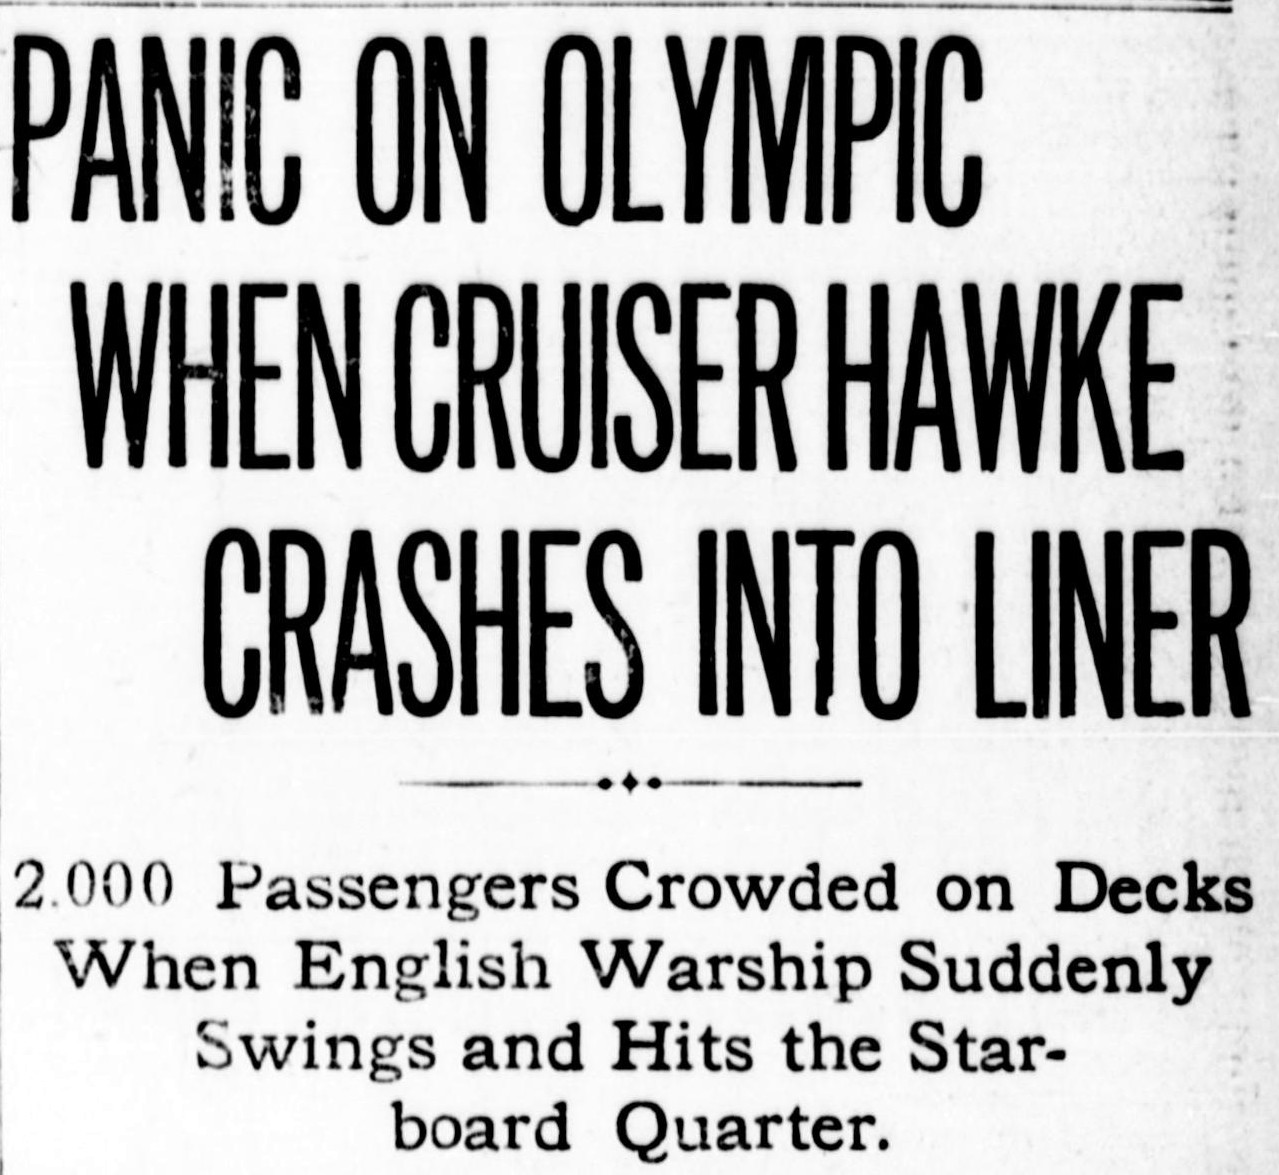 PANIC ON OLYMPIC
WHEN CRUISER HAWKE
CRASHES INTO LINER
2.000 Passengers Crowded on Decks
When English Warship Suddenly
Swings and Hits the Star-
board Quarter.